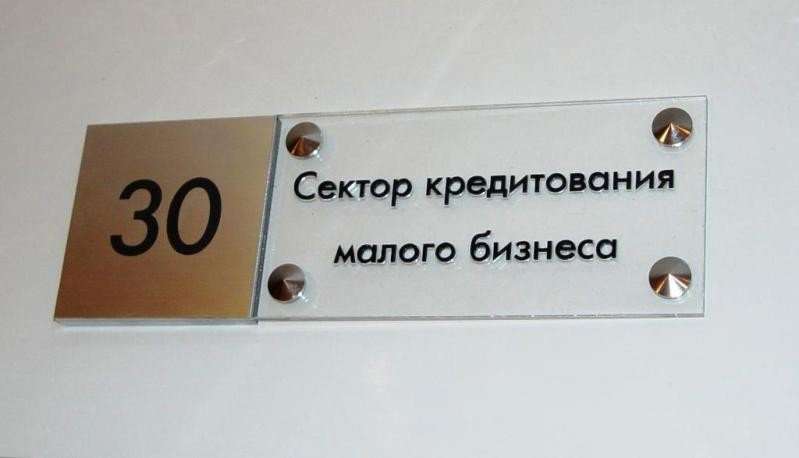 30
Сектор кредитования
малого бизнеса